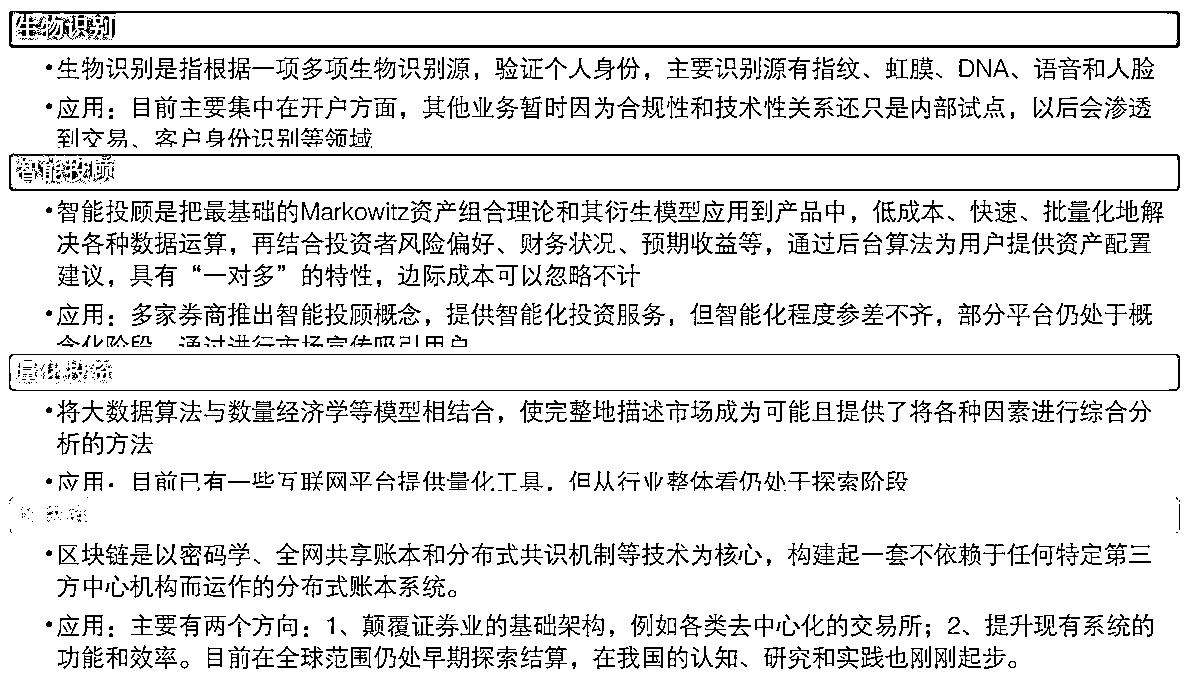 生物识别
•生物识别是指根据一项多项生物识别源，验证个人身份，主要识别源有指纹、虹膜、DNA、语音和人脸
•应用：目前主要集中在开户方面，其他业务暂时因为合规性和技术性关系还只是内部试点，以后会渗透
到交易、客户身份识别等领域
智能投顾
•智能投顾是把最基础的Markowitz资产组合理论和其衍生模型应用到产品中，低成本、快速、批量化地解
决各种数据运算，再结合投资者风险偏好、财务状况、预期收益等，通过后台算法为用户提供资产配置
建议，具有“一对多”的特性，边际成本可以忽略不计
•应用：多家券商推出智能投顾概念，提供智能化投资服务，但智能化程度参差不齐，部分平台仍处于概
念化阶段，通过进行市场宣传吸引用户
•将大数据算法与数量经济学等模型相结合，使完整地描述市场成为可能且提供了将各种因素进行综合分
析的方法
•应用：目前已有一些互联网平台提供量化工具，但从行业整体看仍处于探索阶段
•区块链是以密码学、全网共享账本和分布式共识机制等技术为核心，构建起一套不依赖于任何特定第三
方中心机构而运作的分布式账本系统。
•应用：主要有两个方向：1、颠覆证券业的基础架构，例如各类去中心化的交易所；2、提升现有系统的
功能和效率。目前在全球范围仍处早期探索结算，在我国的认知、研究和实践也刚刚起步。